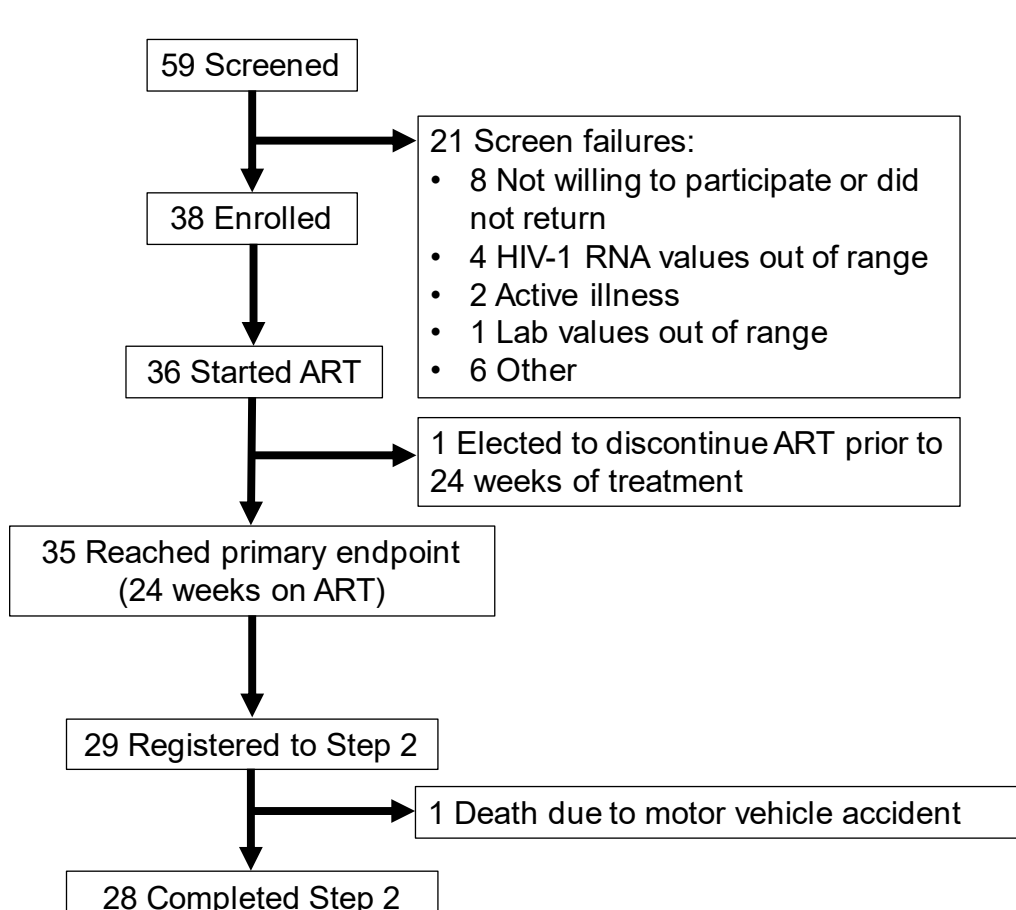 59 Screened
21 Screen failures:
• 8 Not willing to participate or did
not return
• 4 HIV-1 RNA values out of range
• 2 Active illness
• 1 Lab values out of range
• 6 Other
38 Enrolled
36 Started ART
1 Elected to discontinue ART prior to
24 weeks of treatment
35 Reached primary endpoint
(24 weeks on ART)
29 Registered to Step 2
1 Death due to motor vehicle accident
28 Completed Step 2